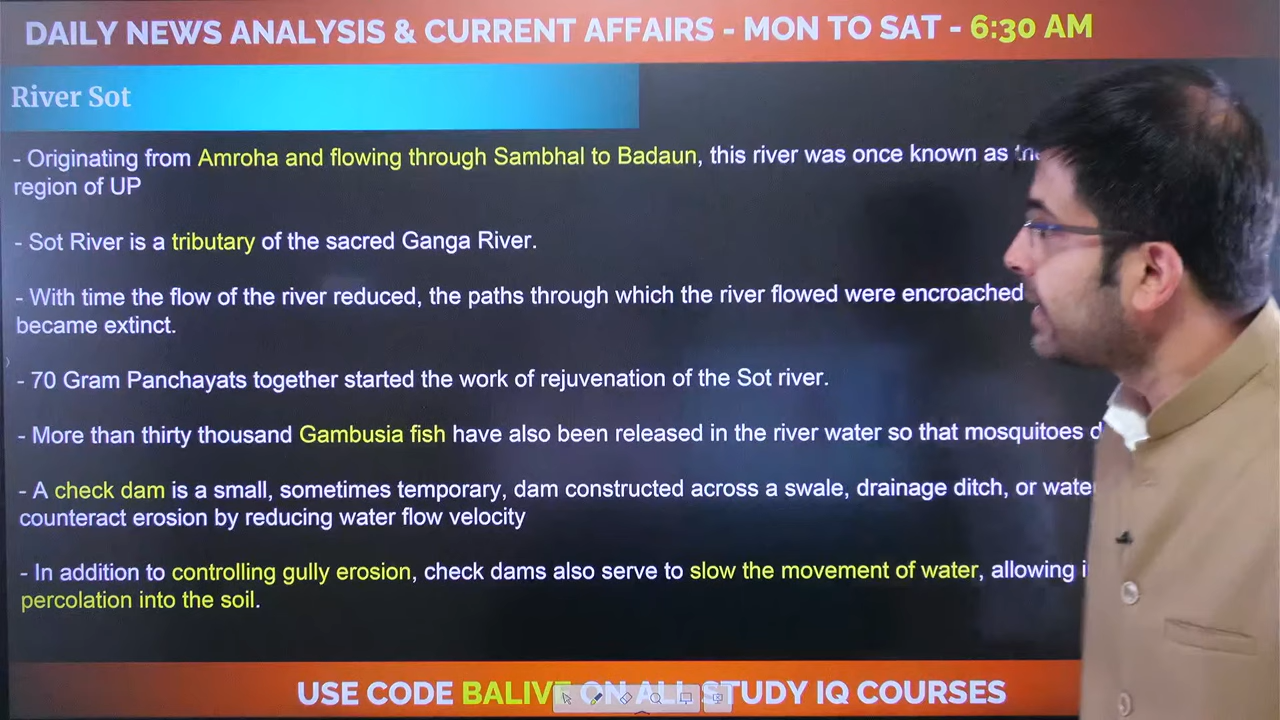 DAILY NEWS ANALYSIS & CURRENT AFFAIRS - MON TO SAT - 6:30 AM
River Sot
- Originating from Amroha and flowing through Sambhal to Badaun, this river was once known as
region of UP
- Sot River is a tributary of the sacred Ganga River.
- With time the flow of the river reduced, the paths through which the river flowed were encroached
became extinct.
- 70 Gram Panchayats together started the work of rejuvenation of the Sot river.
- More than thirty thousand Gambusia fish have also been released in the river water so that mosquitoes
- A check dam is a small, sometimes temporary, dam constructed across a swale, drainage ditch, or
counteract erosion by reducing water flow velocity
- In addition to controlling gully erosion, check dams also serve to slow the movement of water, allowing
percolation into the soil.
USE CODE BALIVE ON ALL STUDY IQ COURSES